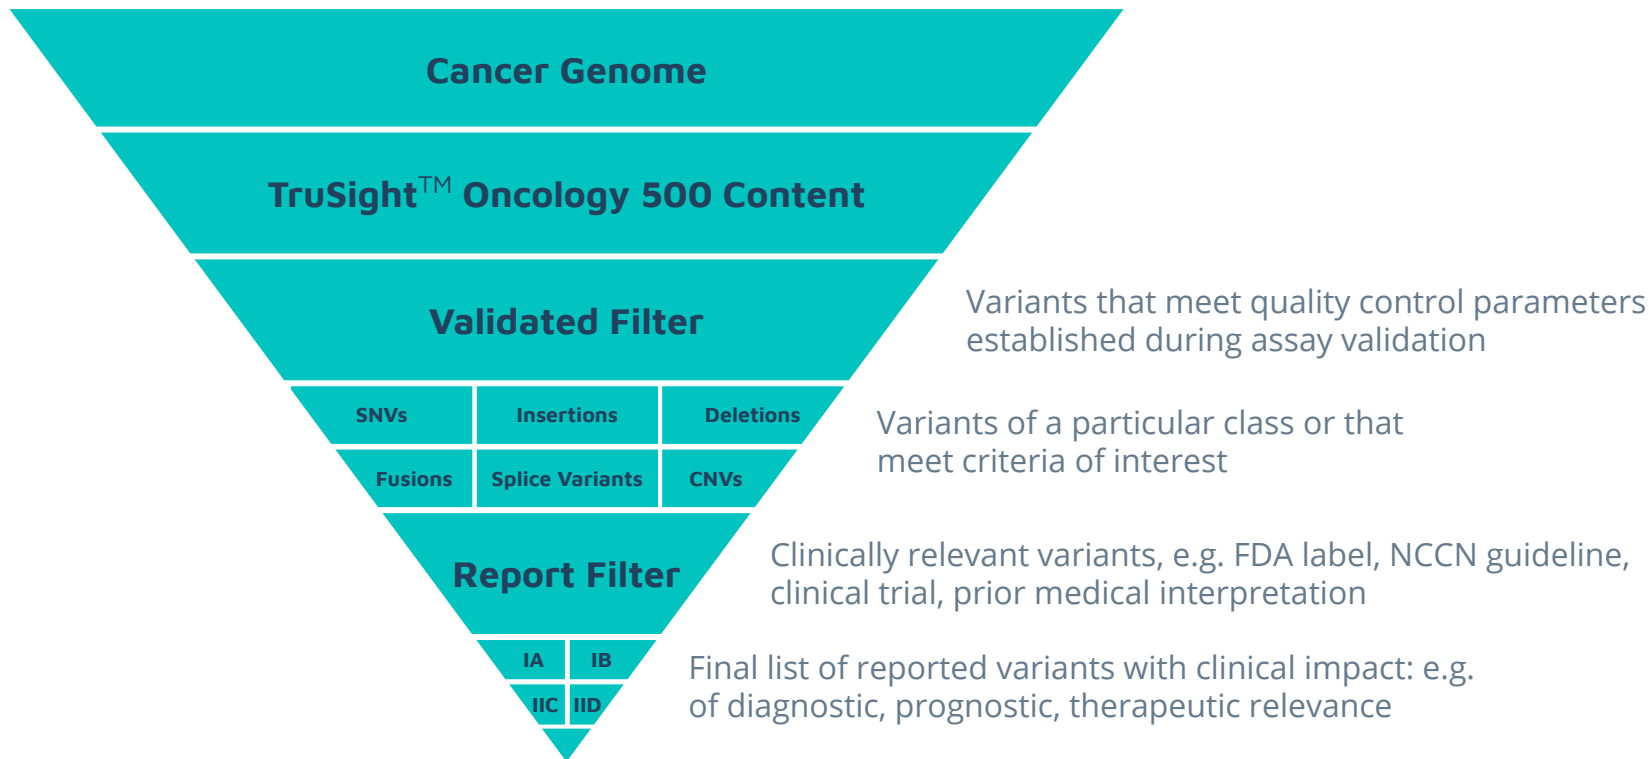 Cancer Genome
TruSight™ Oncology 500 Content
Validated Filter
Variants that meet quality control parameters
established during assay validation
SNVs Insertions Deletions
Fusions Splice Variants CNVs
Variants of a particular class or that
meet criteria of interest
Report Filter
Clinically relevant variants, e.g. FDA label, NCCN guideline,
clinical trial, prior medical interpretation
IA IB
IIC IID
Final list of reported variants with clinical impact: e.g.
of diagnostic, prognostic, therapeutic relevance